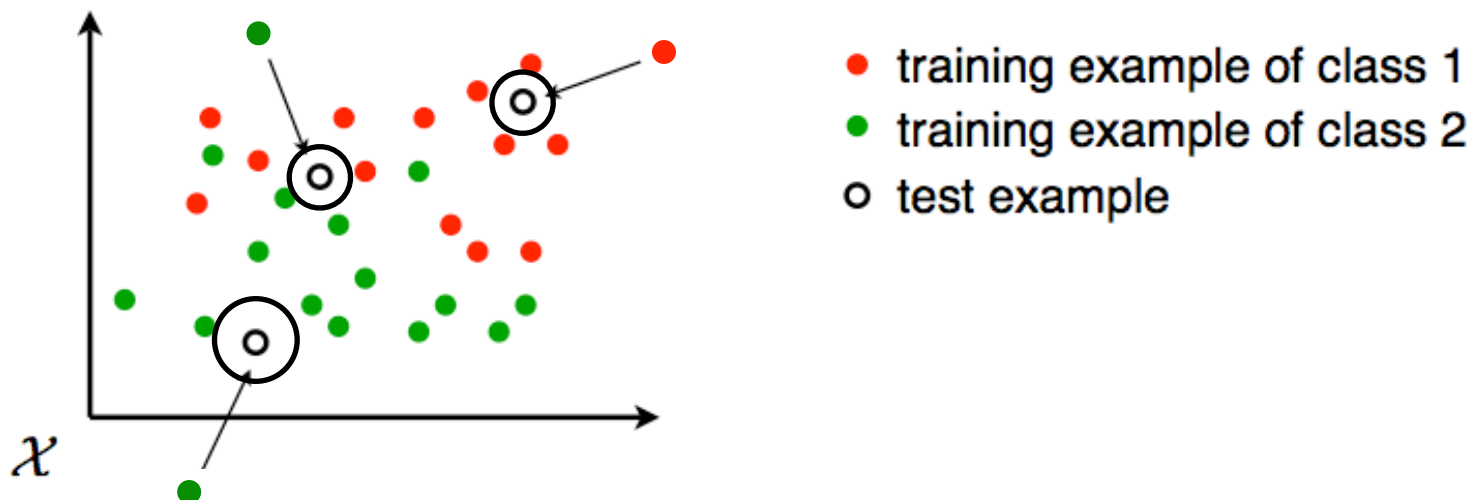 training example of class 1
training example of class 2
test example
𝒳